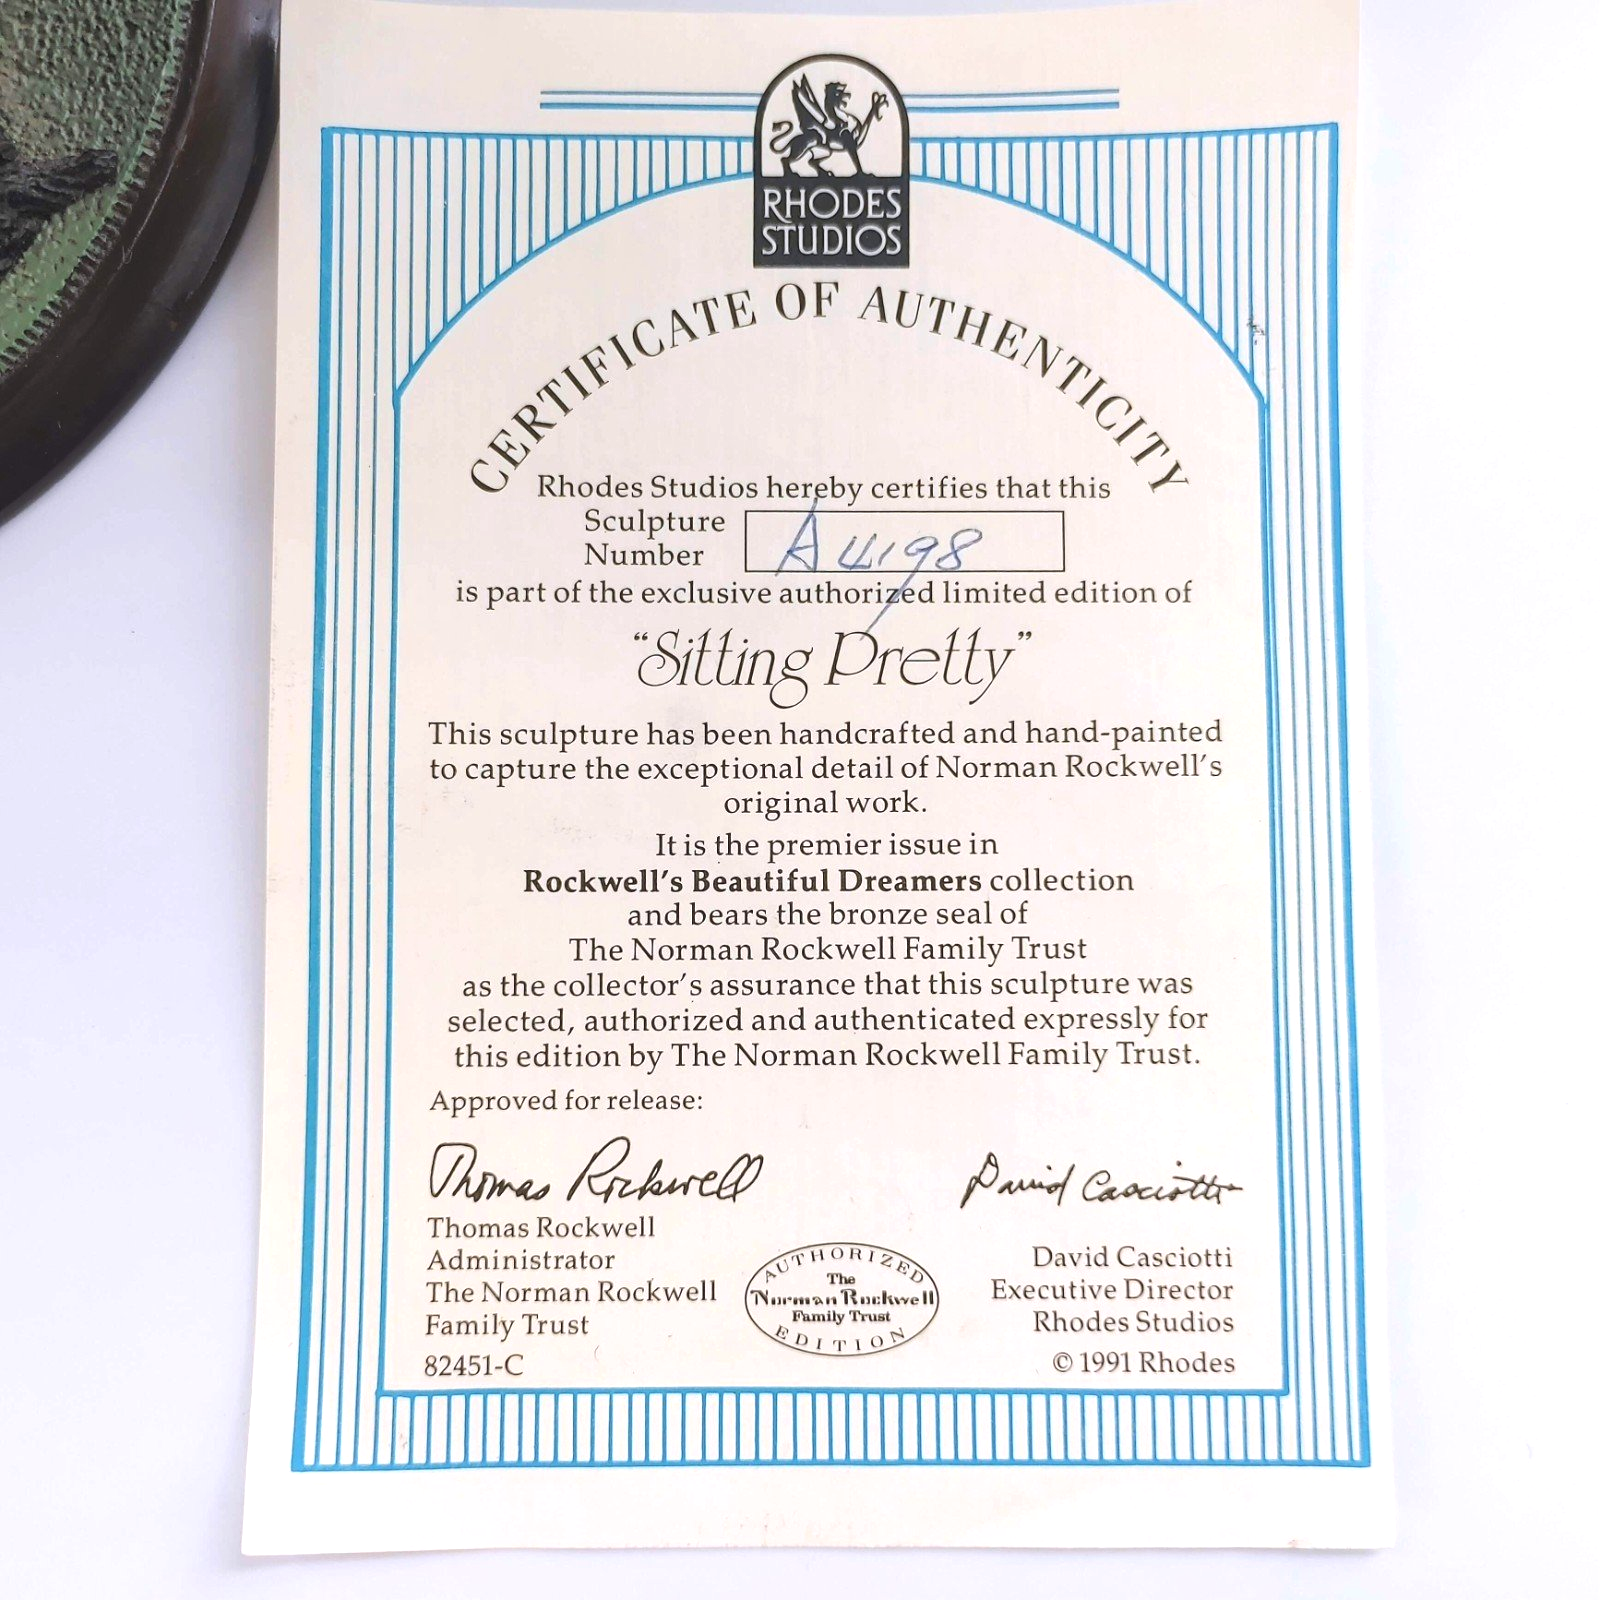 RHODES
STUDIOS
CERTIFICATE OF AUTHENTICITY
Rhodes Studios hereby certifies that this
Sculpture
Number
A4198
is part of the exclusive authorized limited edition of
“Sitting Pretty”
This sculpture has been handcrafted and hand-painted
to capture the exceptional detail of Norman Rockwell's
original work.
It is the premier issue in
Rockwell's Beautiful Dreamers collection
and bears the bronze seal of
The Norman Rockwell Family Trust
as the collector's assurance that this sculpture was
selected, authorized and authenticated expressly for
this edition by The Norman Rockwell Family Trust.
Approved for release:
Thomas Rockwell
Thomas Rockwell
Administrator
The Norman Rockwell
Family Trust
82451-C
AUTHORIZED
The
Norman Rockwell
Family Trust
EDITION
David Casciotti
David Casciotti
Executive Director
Rhodes Studios
© 1991 Rhodes